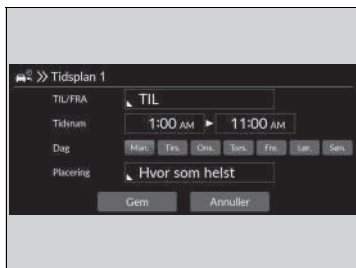 Tidsplan 1
TIL/FRA TIL
Tidsrum 1:00 AM ► 11:00 AM
Dag Man. Tirs. Ons. Tors. Fre. Lør. Søn.
Placering Hvor som helst
Gem Annuller